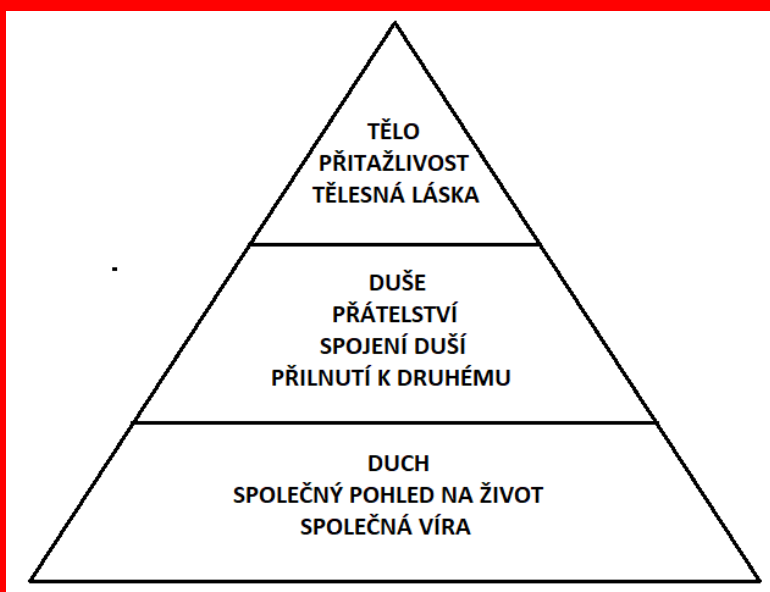 TĚLO
PŘITAŽLIVOST
TĚLESNÁ LÁSKA
DUŠE
PŘÁTELSTVÍ
SPOJENÍ DUŠÍ
PŘILNUTÍ K DRUHÉMU
DUCH
SPOLEČNÝ POHLED NA ŽIVOT
SPOLEČNÁ VÍRA